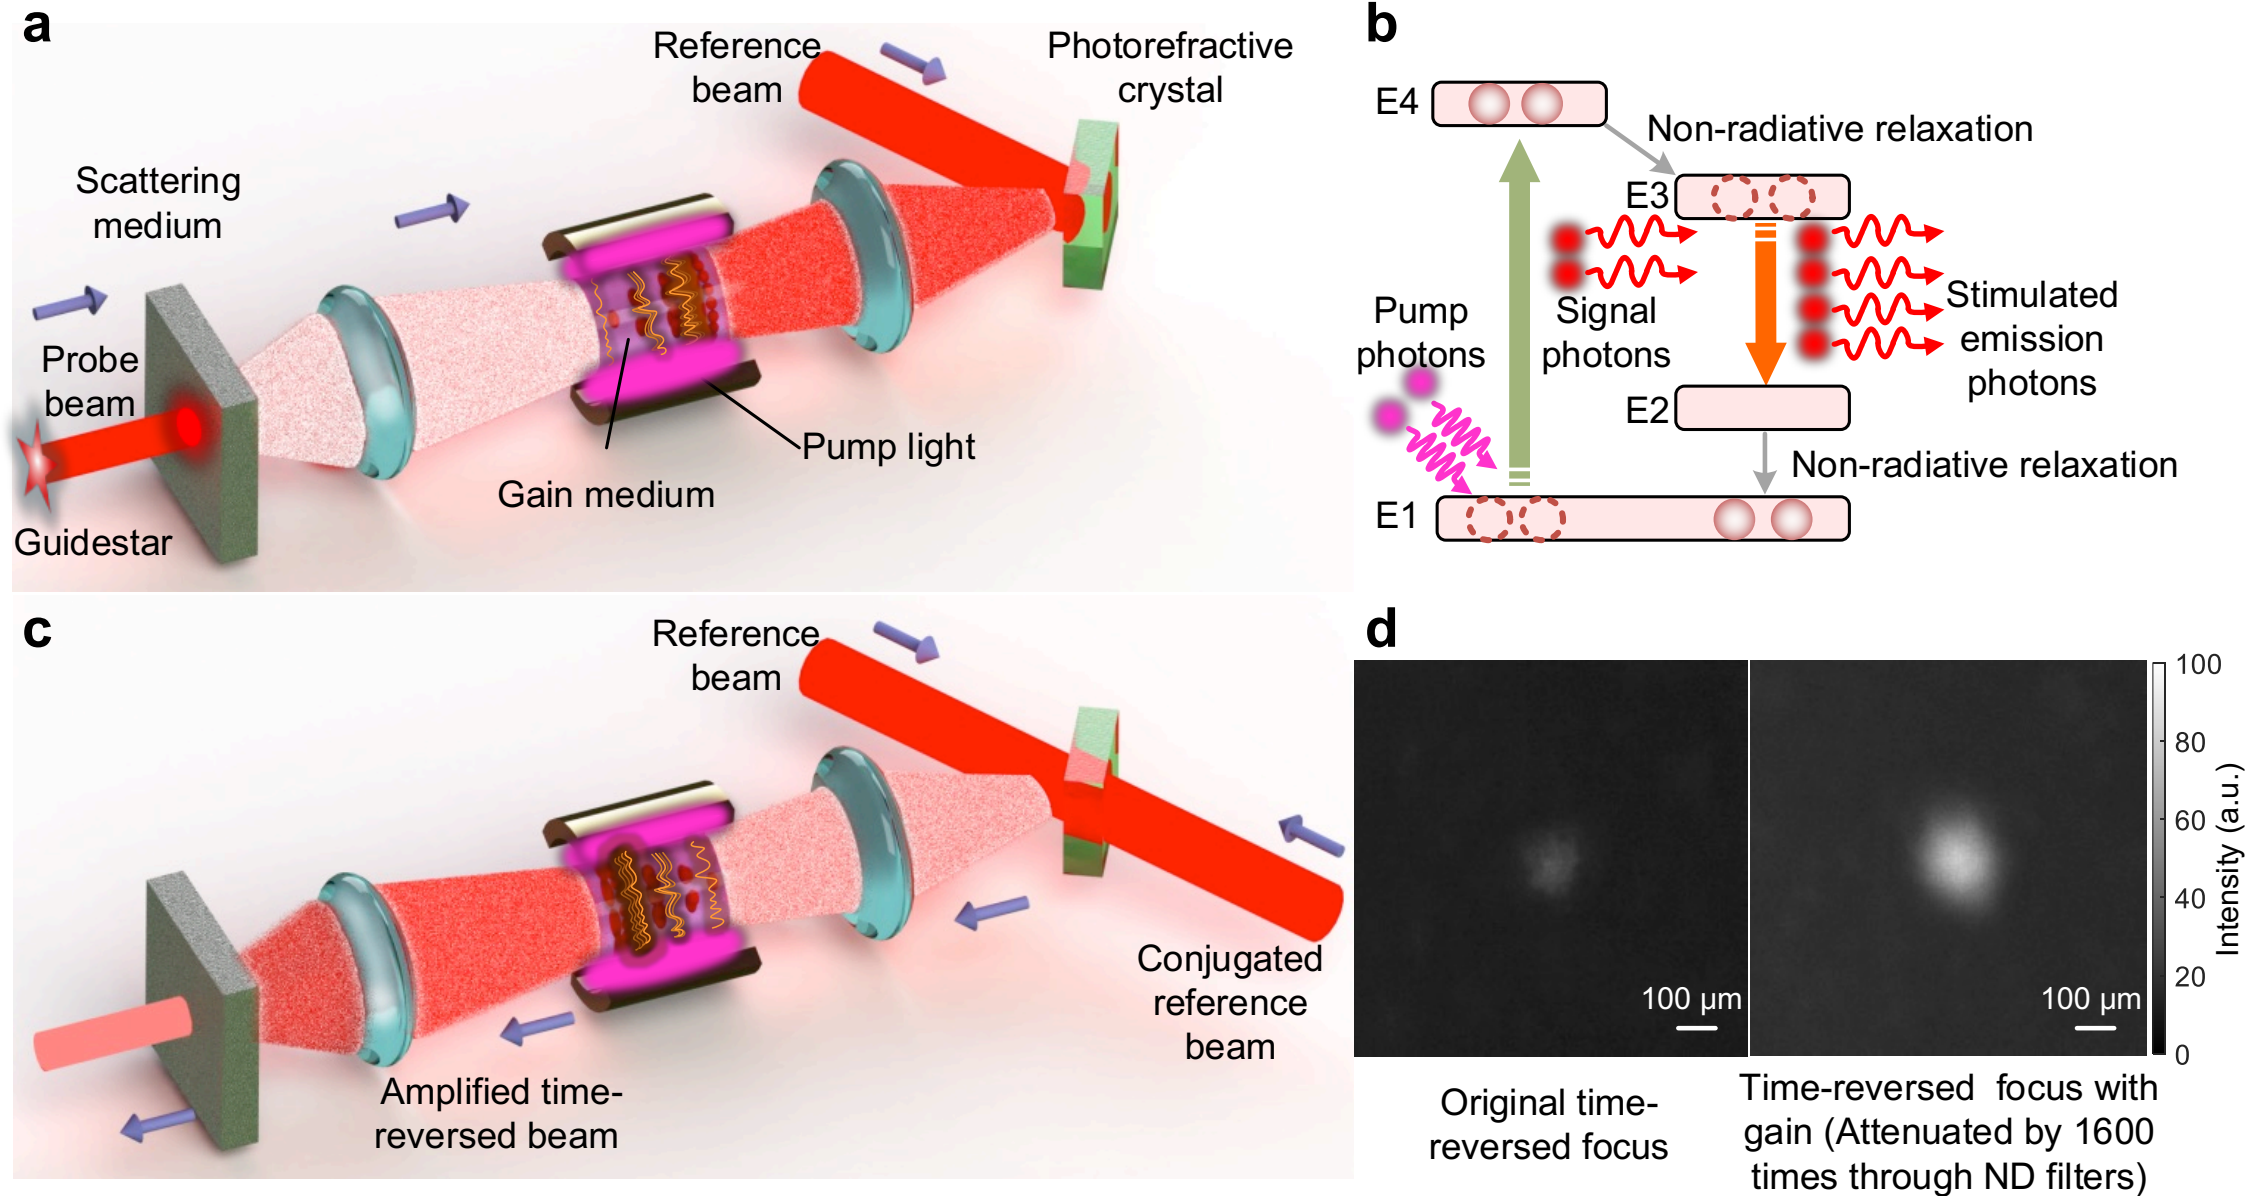 a
Reference
beam
Photorefractive
crystal
Scattering
medium
Probe
beam
Guidestar
Gain medium
Pump light
b
E4
Non-radiative relaxation
E3
Pump
photons
Signal
photons
Stimulated
emission
photons
E2
Non-radiative relaxation
E1
c
Reference
beam
Conjugated
reference
beam
Amplified time-
reversed beam
d
100 μm
100 μm
100
80
60
40
20
0
Intensity (a.u.)
Original time-
reversed focus
Time-reversed focus with
gain (Attenuated by 1600
times through ND filters)